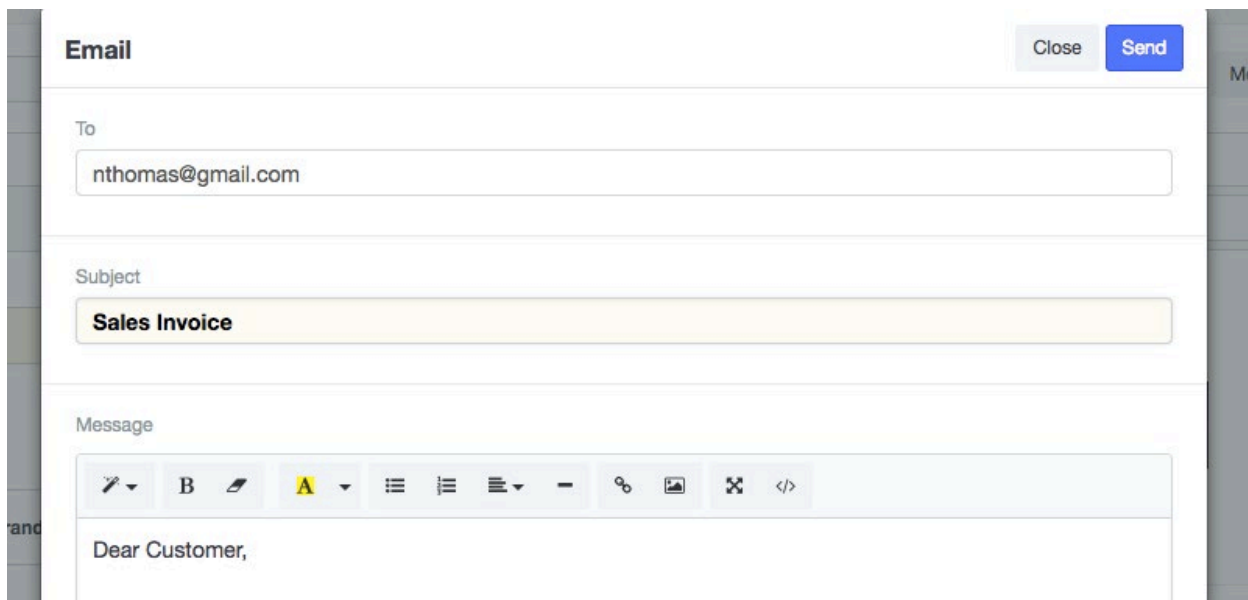 Email
Close
Send
To
nthomas@gmail.com
Subject
Sales Invoice
Message
B
A
</>
Dear Customer,